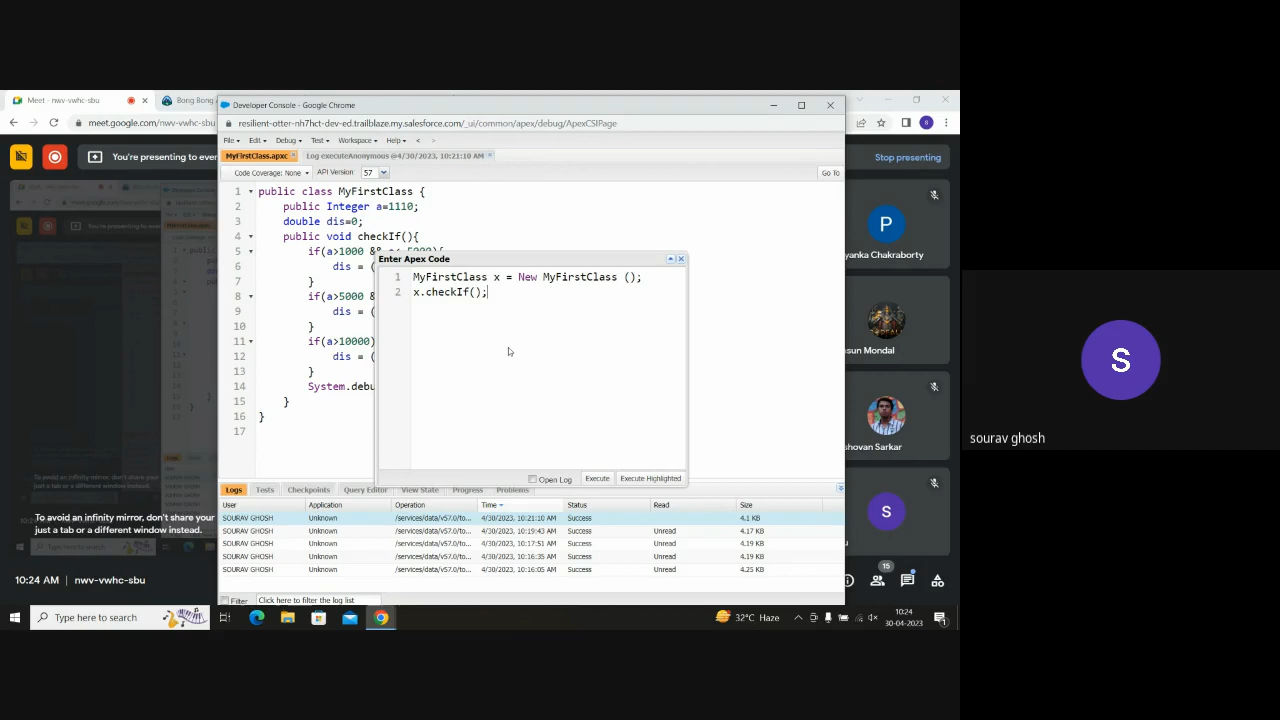 Meet - nwv-vwhc-sbu
Bong Bong
Developer Console - Google Chrome
meet.google.com/nwv-vwhc-sbu
resilient-otter-nh7hct-dev-ed.trailblaze.my.salesforce.com/_ui/common/apex/debug/ApexCSIPage
File Edit Debug Test Workspace Help < >
You're presenting to ever
Stop presenting
MyFirstClass.apxc
Log executeAnonymous @4/30/2023, 10:21:10 AM
Code Coverage: None
API Version: 57
Go To
1 public class MyFirstClass {
2 public Integer a=1110;
3 double dis=0;
4 public void checkIf(){
5 if(a>1000 &&
6 dis = (
7 }
8 if(a>5000 &
9 dis = (
10 }
11 if(a>10000)
12 dis = (
13 }
14 System.debu
15 }
16 }
17
Enter Apex Code
1 MyFirstClass x = New MyFirstClass ();
2 x.checkIf();
Open Log
Execute
Execute Highlighted
P
yanka Chakraborty
sun Mondal
shovan Sarkar
S
u
15
S
sourav ghosh
Logs Tests Checkpoints Query Editor View State Progress Problems
User Application Operation Time Status Read Size
SOURAV GHOSH Unknown /services/data/v57.0/to... 4/30/2023, 10:21:10 AM Success 4.1 KB
SOURAV GHOSH Unknown /services/data/v57.0/to... 4/30/2023, 10:19:43 AM Success Unread 4.17 KB
SOURAV GHOSH Unknown /services/data/v57.0/to... 4/30/2023, 10:17:51 AM Success Unread 4.19 KB
SOURAV GHOSH Unknown /services/data/v57.0/to... 4/30/2023, 10:16:35 AM Success Unread 4.19 KB
SOURAV GHOSH Unknown /services/data/v57.0/to... 4/30/2023, 10:16:05 AM Success Unread 4.25 KB
Filter Click here to filter the log list
To avoid an infinity mirror, don't share your
just a tab or a different window instead.
10:24 AM | nwv-vwhc-sbu
Type here to search
32°C Haze
10:24
30-04-2023